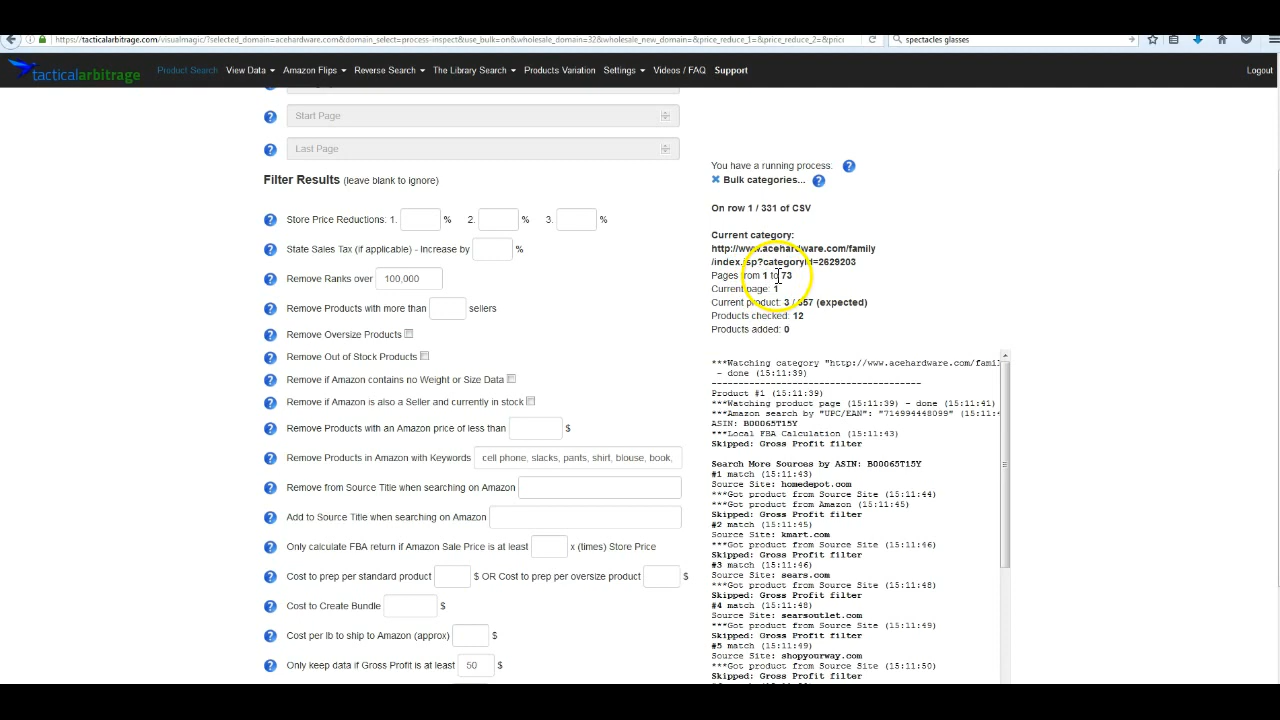 https://tacticalarbitrage.com/visualmagic/?selected_domain=acehardware.com&domain_select=process-inspect&use_bulk=on&wholesale_domain=32&wholesale_new_domain=&price_reduce_1=&price_reduce_2=&pric
spectacles glasses
tacticalarbitrage
Product Search
View Data
Amazon Flips
Reverse Search
The Library Search
Products Variation
Settings
Videos / FAQ
Support
Logout
Start Page
Last Page
Filter Results (leave blank to ignore)
Store Price Reductions: 1. % 2. % 3. %
State Sales Tax (if applicable) - Increase by %
Remove Ranks over 100,000
Remove Products with more than sellers
Remove Oversize Products
Remove Out of Stock Products
Remove if Amazon contains no Weight or Size Data
Remove if Amazon is also a Seller and currently in stock
Remove Products with an Amazon price of less than $
Remove Products in Amazon with Keywords cell phone, slacks, pants, shirt, blouse, book,
Remove from Source Title when searching on Amazon
Add to Source Title when searching on Amazon
Only calculate FBA return if Amazon Sale Price is at least x (times) Store Price
Cost to prep per standard product $ OR Cost to prep per oversize product $
Cost to Create Bundle $
Cost per lb to ship to Amazon (approx) $
Only keep data if Gross Profit is at least 50 $
You have a running process:
Bulk categories...
On row 1 / 331 of CSV
Current category:
http://www.acehardware.com/family
/index.jsp?categoryId=2629203
Pages from 1 to 73
Current page: 1
Current product: 3 / 357 (expected)
Products checked: 12
Products added: 0
***Watching category "http://www.acehardware.com/fami
- done (15:11:39)
--------------------------------------
Product #1 (15:11:39)
***Watching product page (15:11:39) - done (15:11:41)
***Amazon search by "UPC/EAN": "714994448099" (15:11:4
ASIN: B00065T15Y
***Local FBA Calculation (15:11:43)
Skipped: Gross Profit filter
Search More Sources by ASIN: B00065T15Y
#1 match (15:11:43)
Source Site: homedepot.com
***Got product from Source Site (15:11:44)
***Got product from Amazon (15:11:45)
Skipped: Gross Profit filter
#2 match (15:11:45)
Source Site: kmart.com
***Got product from Source Site (15:11:46)
Skipped: Gross Profit filter
#3 match (15:11:46)
Source Site: sears.com
***Got product from Source Site (15:11:48)
Skipped: Gross Profit filter
#4 match (15:11:48)
Source Site: searsoutlet.com
***Got product from Source Site (15:11:49)
Skipped: Gross Profit filter
#5 match (15:11:49)
Source Site: shopyourway.com
***Got product from Source Site (15:11:50)
Skipped: Gross Profit filter